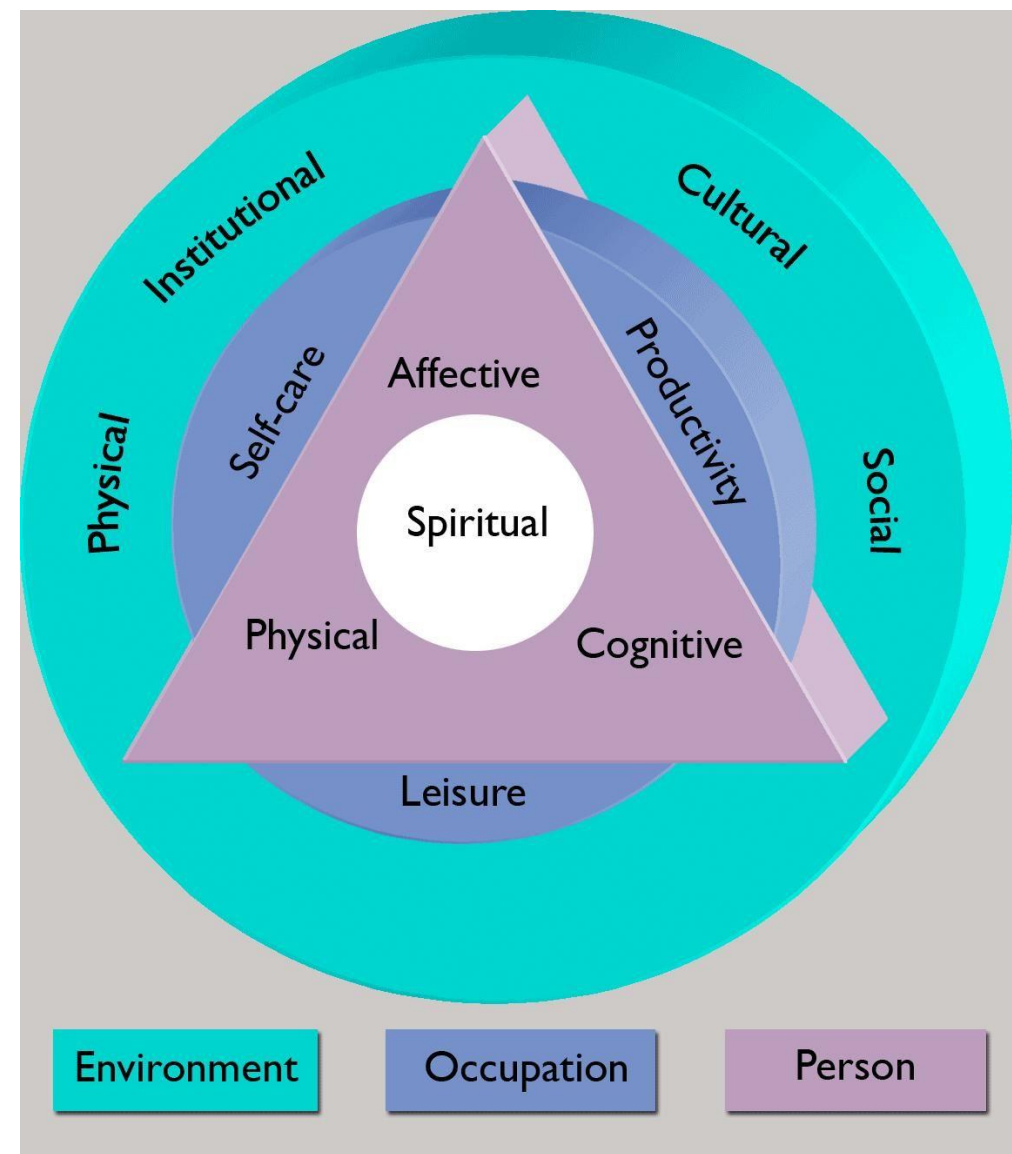 Institutional
Cultural
Physical
Self-care
Affective
Productivity
Social
Spiritual
Physical
Cognitive
Leisure
Environment
Occupation
Person